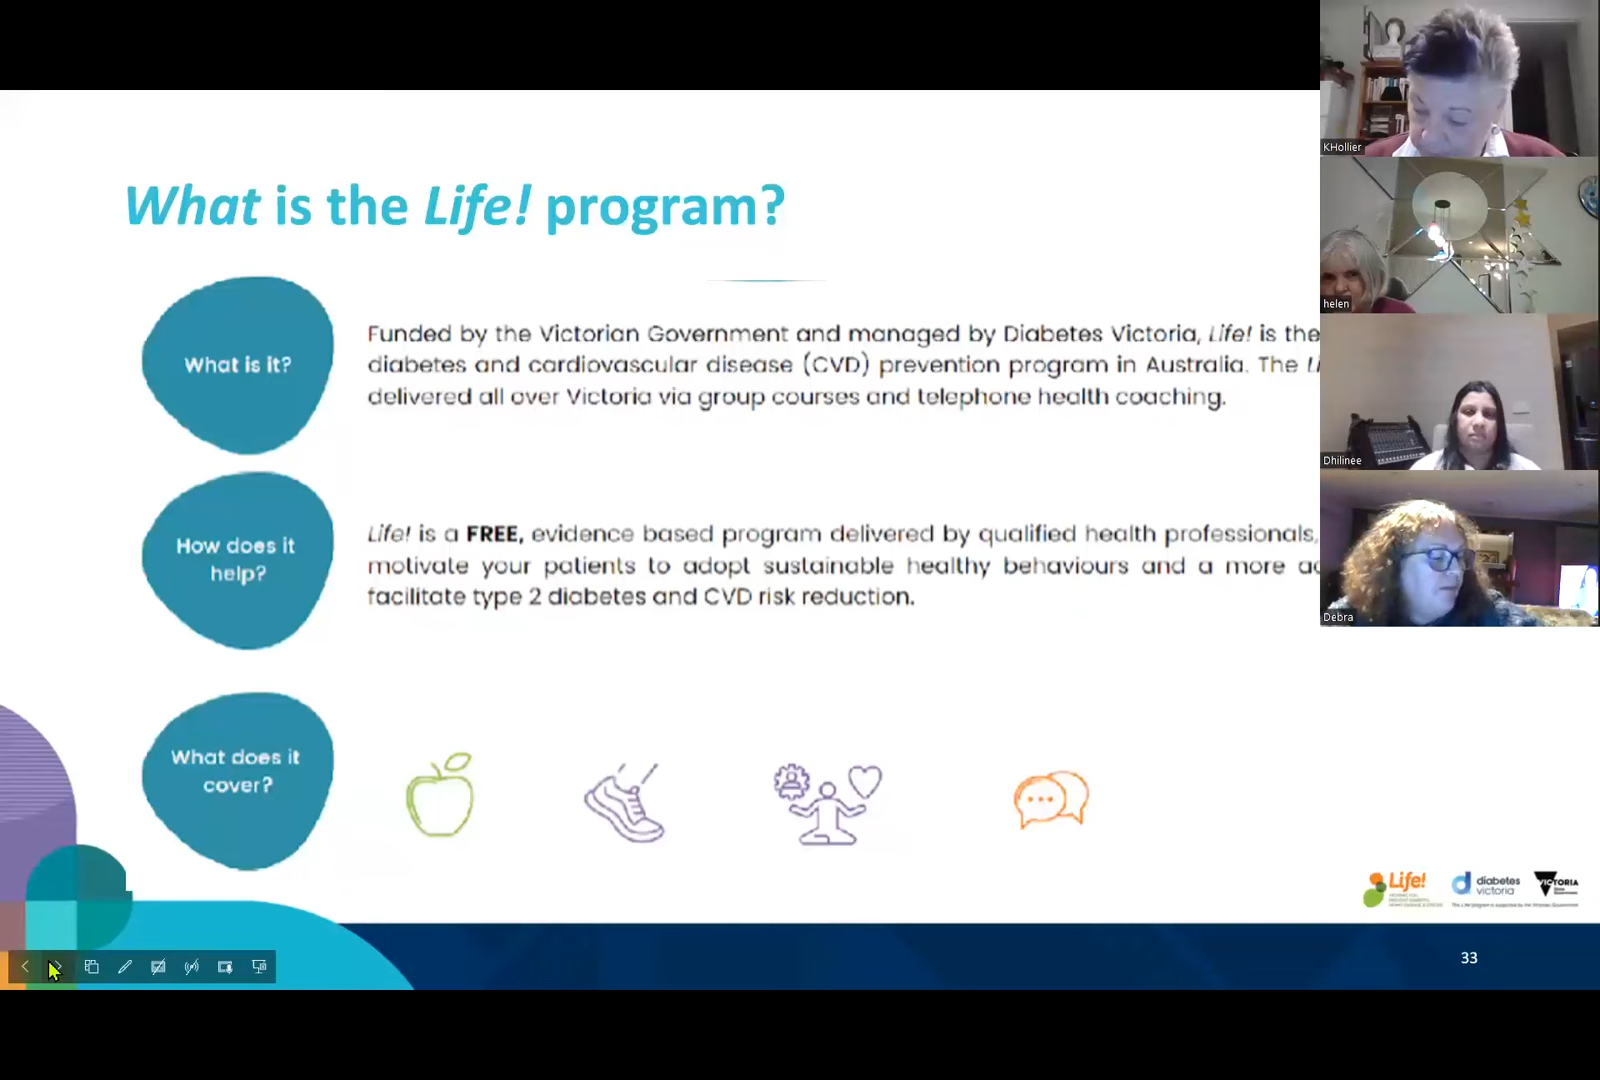 What is the Life! program?
What is it?
Funded by the Victorian Government and managed by Diabetes Victoria, Life! is the
diabetes and cardiovascular disease (CVD) prevention program in Australia. The
delivered all over Victoria via group courses and telephone health coaching.
How does it
help?
Life! is a FREE, evidence based program delivered by qualified health professionals,
motivate your patients to adopt sustainable healthy behaviours and a more
facilitate type 2 diabetes and CVD risk reduction.
What does it
cover?
Life!
diabetes
victoria
VICTORIA
33
KHollier
helen
Dhilinee
Debra